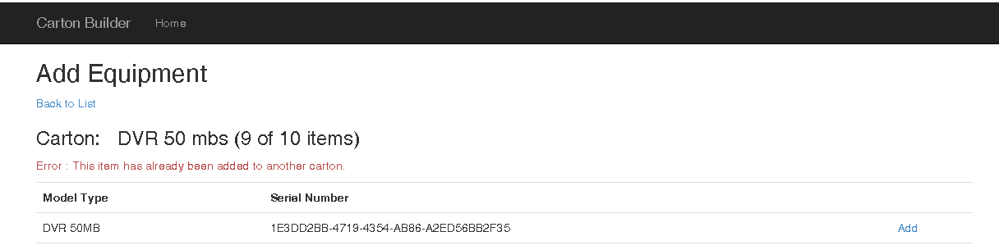 Carton Builder Home
Add Equipment
Back to List
Carton: DVR 50 mbs (9 of 10 items)
Error : This item has already been added to another carton.
Model Type Serial Number
DVR 50MB 1E3DD2BB-4719-4354-AB86-A2ED56BB2F35 Add